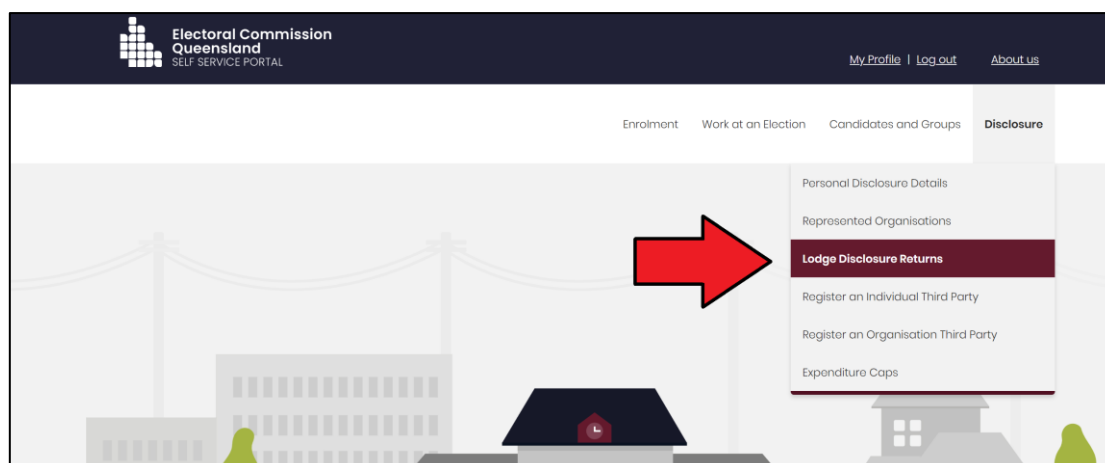 Electoral Commission
Queensland
SELF SERVICE PORTAL
My Profile | Log out About us
Enrolment Work at an Election Candidates and Groups Disclosure
Personal Disclosure Details
Represented Organisations
Lodge Disclosure Returns
Register an Individual Third Party
Register an Organisation Third Party
Expenditure Caps